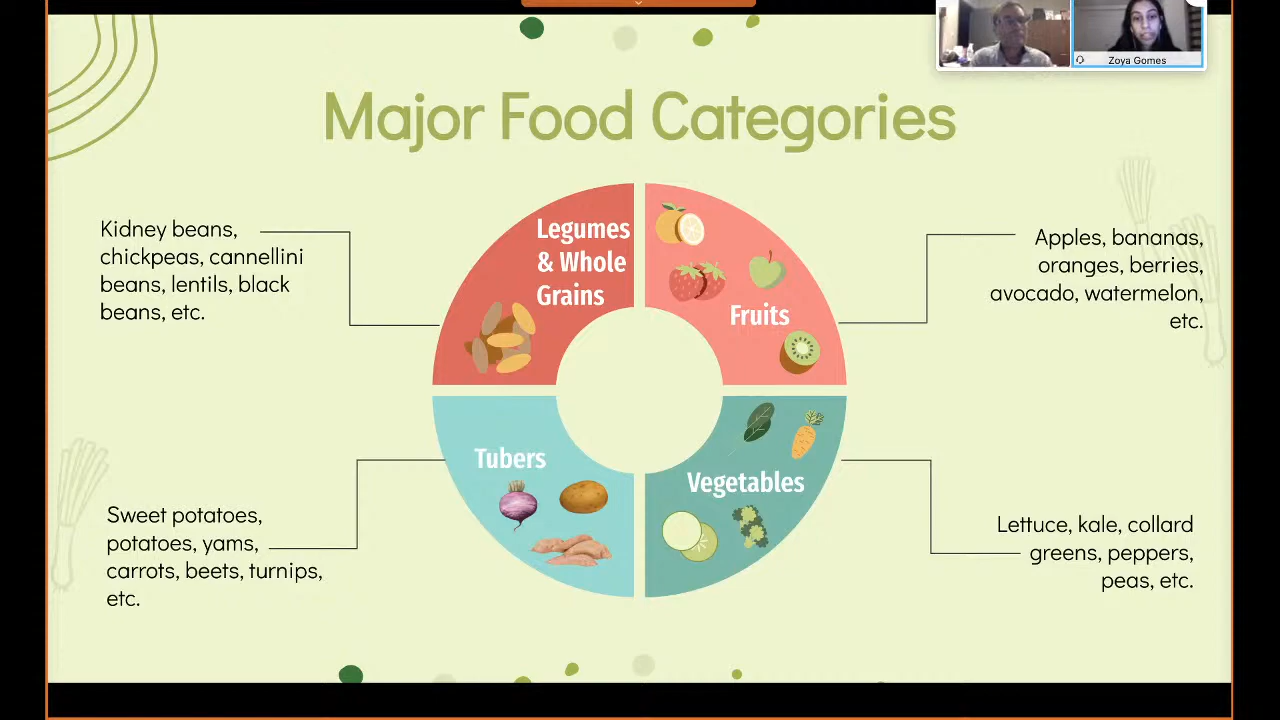 Zoya Gomes
Major Food Categories
Kidney beans,
chickpeas, cannellini
beans, lentils, black
beans, etc.
Legumes
& Whole
Grains
Fruits
Apples, bananas,
oranges, berries,
avocado, watermelon,
etc.
Tubers
Vegetables
Sweet potatoes,
potatoes, yams,
carrots, beets, turnips,
etc.
Lettuce, kale, collard
greens, peppers,
peas, etc.